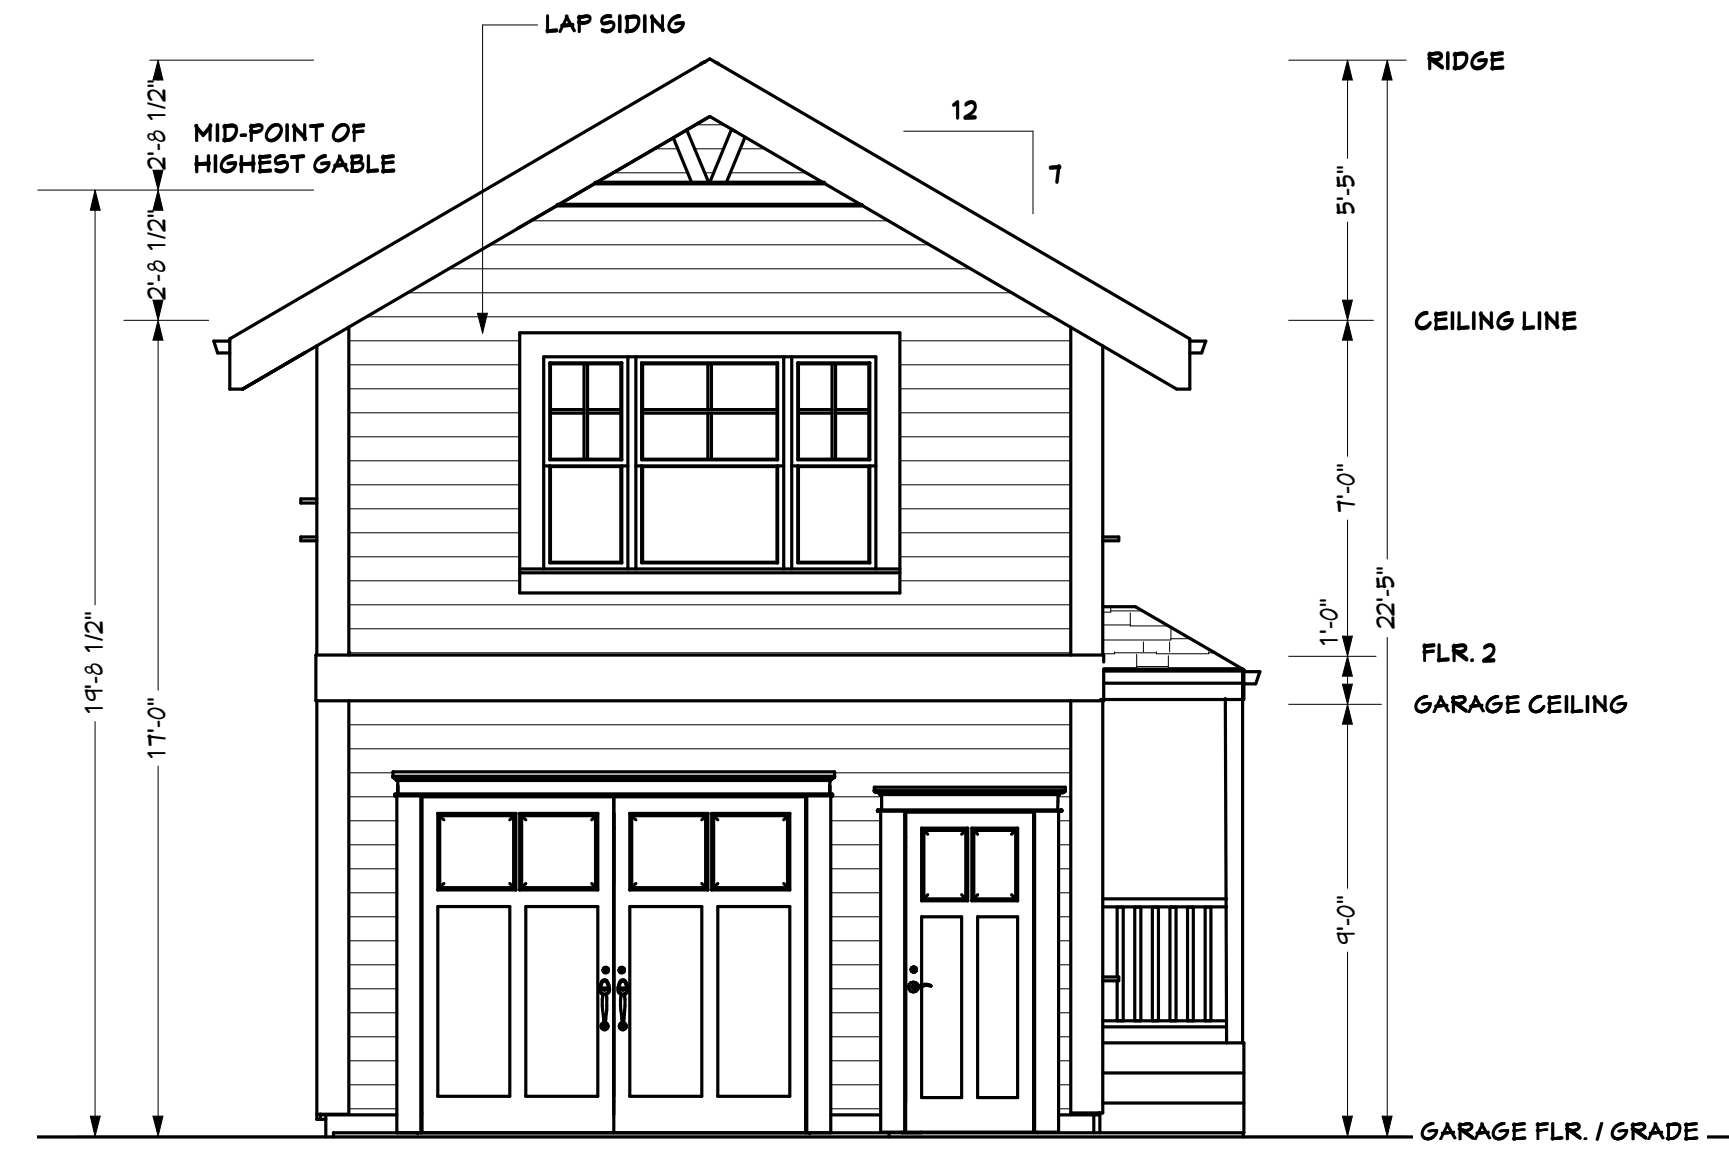 LAP SIDING
RIDGE
2'-8 1/2"
12
MID-POINT OF
HIGHEST GABLE
7
5'-5"
2'-8 1/2"
CEILING LINE
7'-0"
22'-5"
1'-0"
19'-8 1/2"
FLR. 2
GARAGE CEILING
17'-0"
9'-0"
GARAGE FLR. / GRADE